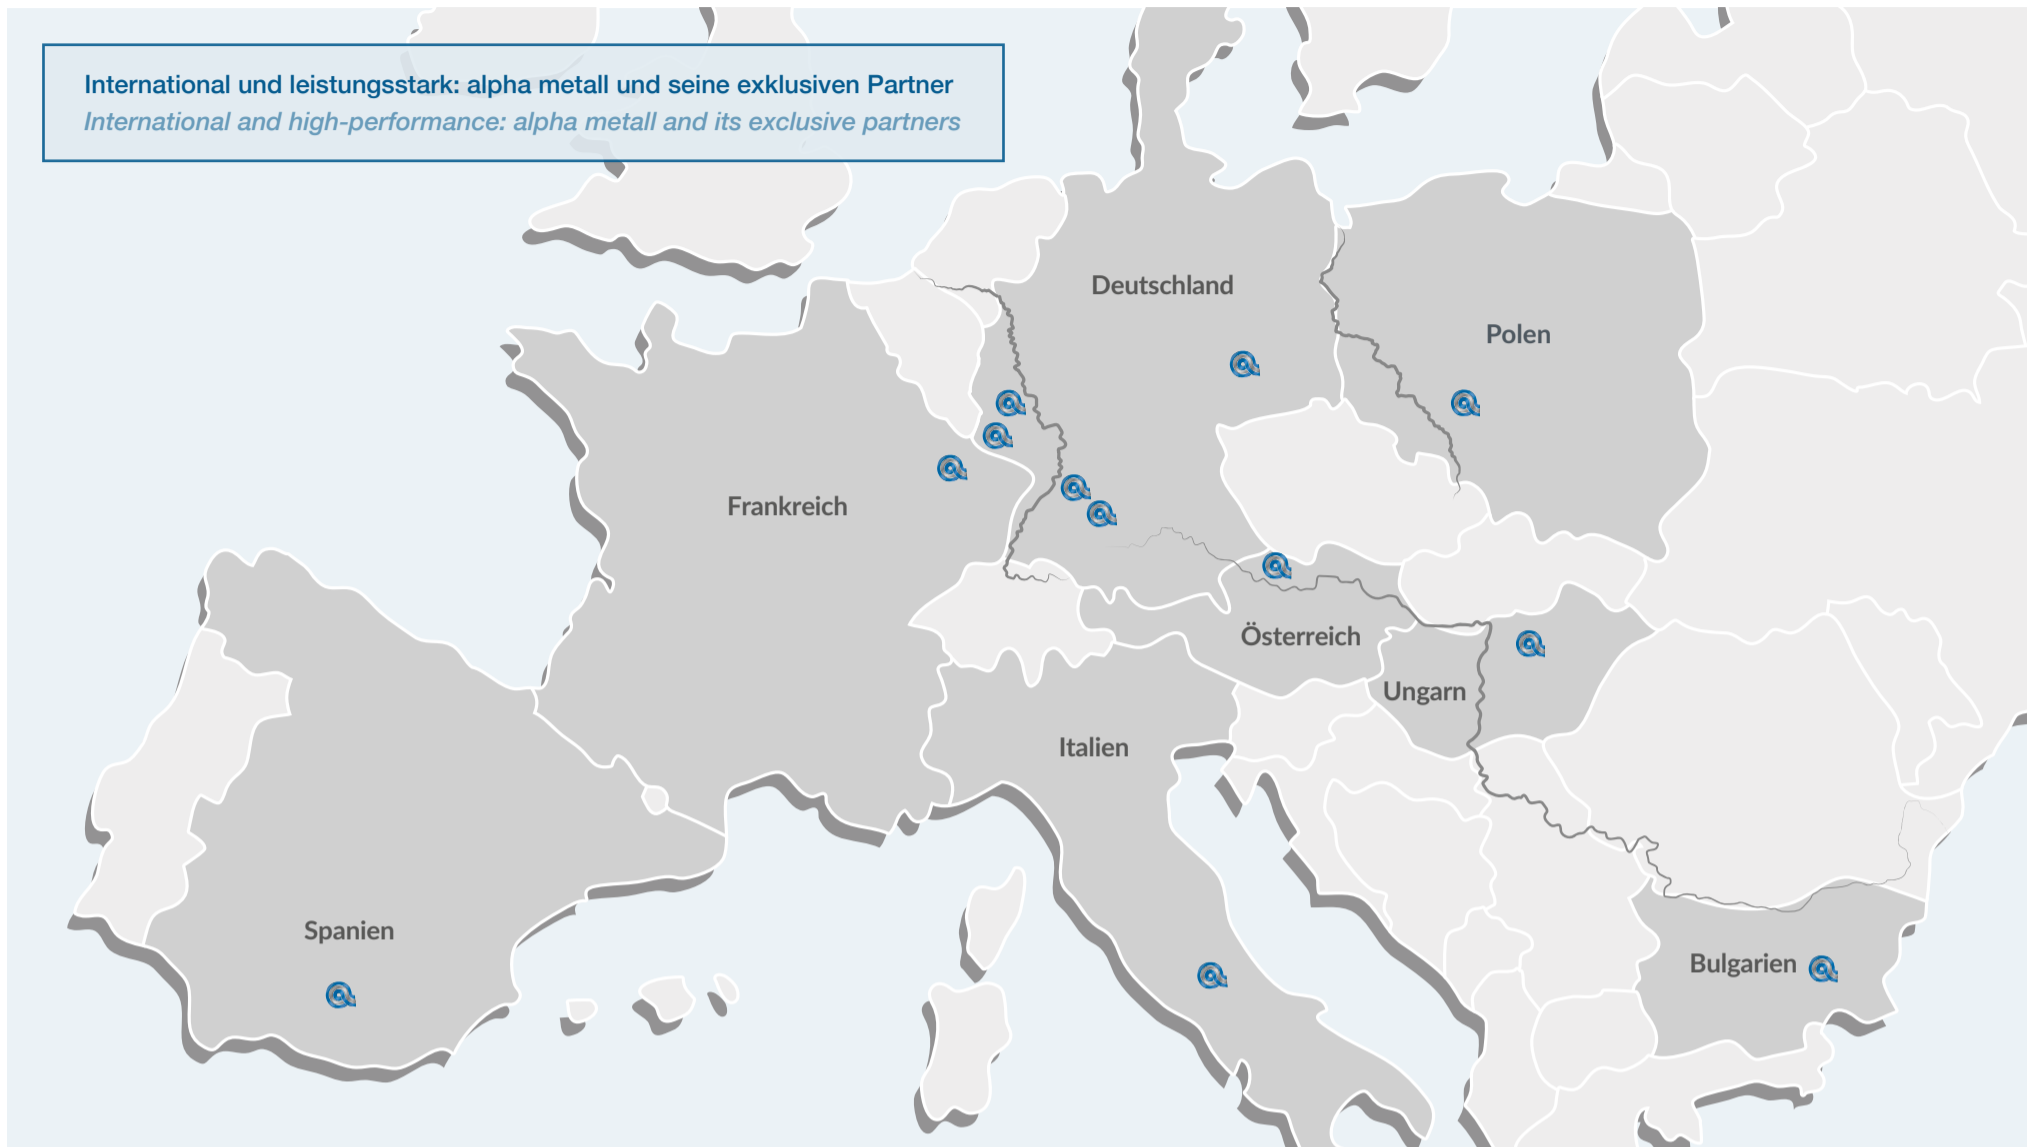 International und leistungsstark: alpha metall und seine exklusiven Partner
International and high-performance: alpha metall and its exclusive partners
Deutschland
Polen
Frankreich
Österreich
Ungarn
Italien
Spanien
Bulgarien